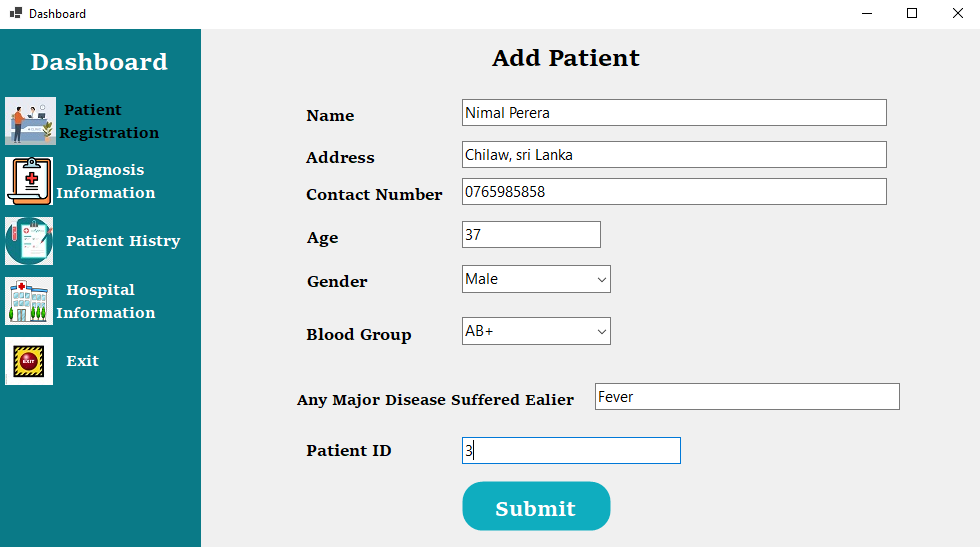 Dashboard
Dashboard
Patient
Registration
Diagnosis
Information
Patient Histry
Hospital
Information
EXIT
Exit
Add Patient
Name
Nimal Perera
Address
Chilaw, sri Lanka
Contact Number
0765985858
Age
37
Gender
Male
Blood Group
AB+
Any Major Disease Suffered Ealier
Fever
Patient ID
3
Submit